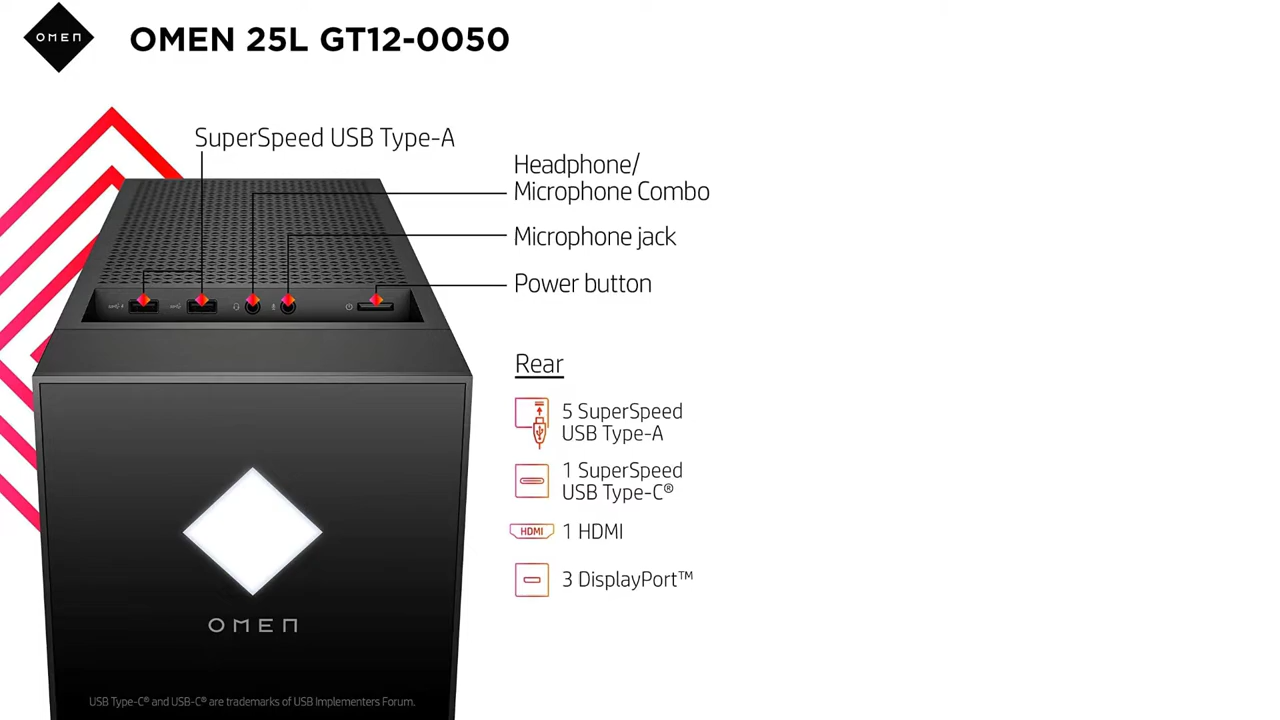 OMEN
OMEN 25L GT12-0050
SuperSpeed USB Type-A
Headphone/
Microphone Combo
Microphone jack
Power button
Rear
5 SuperSpeed
USB Type-A
1 SuperSpeed
USB Type-C®
HDMI
1 HDMI
3 DisplayPort™
OMEN
USB Type-C® and USB-C® are trademarks of USB Implementers Forum.